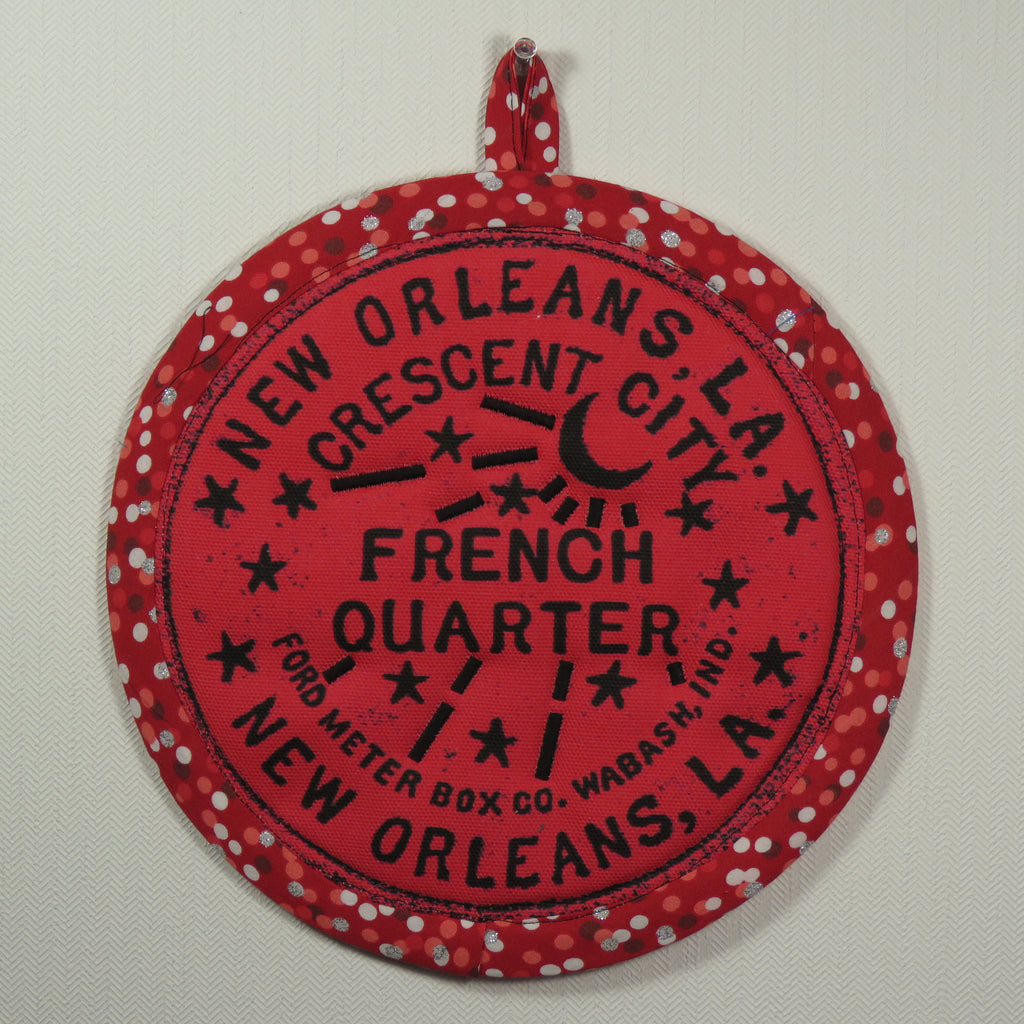 NEW ORLEANS, LA.
CRESCENT CITY,
FRENCH
QUARTER
FORD METER BOX CO. WABASH, IND.
NEW ORLEANS, LA.